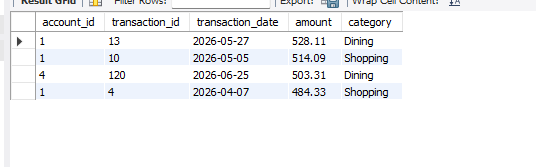 Result Grid Filter Rows: Export: Wrap Cell Content: IA
account_id transaction_id transaction_date amount category
1 13 2026-05-27 528.11 Dining
1 10 2026-05-05 514.09 Shopping
4 120 2026-06-25 503.31 Dining
1 4 2026-04-07 484.33 Shopping